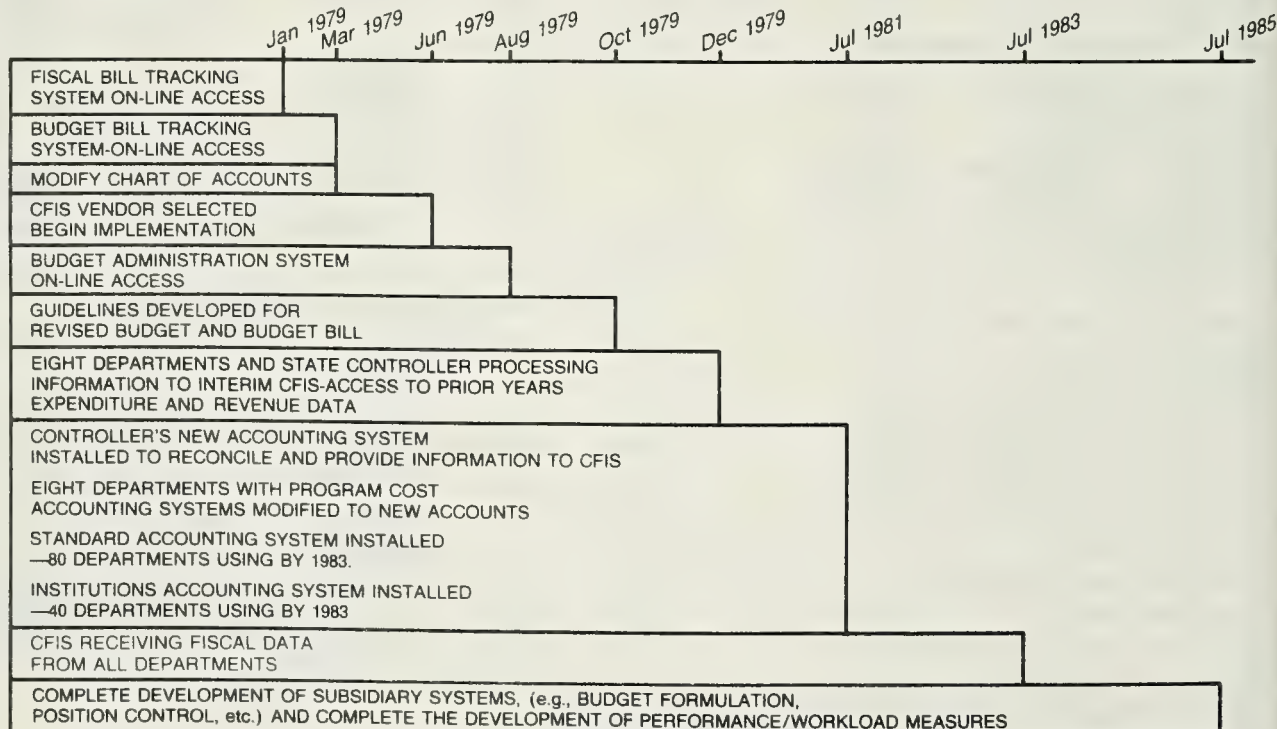 Jan 1979 Mar 1979 Jun 1979 Aug 1979 Oct 1979 Dec 1979 Jul 1981 Jul 1983 Jul 1985
FISCAL BILL TRACKING
SYSTEM ON-LINE ACCESS
BUDGET BILL TRACKING
SYSTEM-ON-LINE ACCESS
MODIFY CHART OF ACCOUNTS
CFIS VENDOR SELECTED
BEGIN IMPLEMENTATION
BUDGET ADMINISTRATION SYSTEM
ON-LINE ACCESS
GUIDELINES DEVELOPED FOR
REVISED BUDGET AND BUDGET BILL
EIGHT DEPARTMENTS AND STATE CONTROLLER PROCESSING
INFORMATION TO INTERIM CFIS-ACCESS TO PRIOR YEARS
EXPENDITURE AND REVENUE DATA
CONTROLLER'S NEW ACCOUNTING SYSTEM
INSTALLED TO RECONCILE AND PROVIDE INFORMATION TO CFIS
EIGHT DEPARTMENTS WITH PROGRAM COST
ACCOUNTING SYSTEMS MODIFIED TO NEW ACCOUNTS
STANDARD ACCOUNTING SYSTEM INSTALLED
—80 DEPARTMENTS USING BY 1983.
INSTITUTIONS ACCOUNTING SYSTEM INSTALLED
—40 DEPARTMENTS USING BY 1983
CFIS RECEIVING FISCAL DATA
FROM ALL DEPARTMENTS
COMPLETE DEVELOPMENT OF SUBSIDIARY SYSTEMS, (e.g., BUDGET FORMULATION,
POSITION CONTROL, etc.) AND COMPLETE THE DEVELOPMENT OF PERFORMANCE/WORKLOAD MEASURES